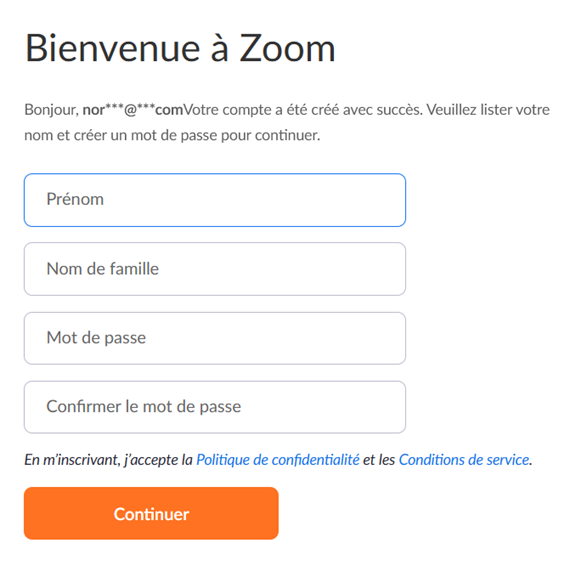 Bienvenue à Zoom
Bonjour, nor***@***comVotre compte a été créé avec succès. Veuillez lister votre
nom et créer un mot de passe pour continuer.
Prénom
Nom de famille
Mot de passe
Confirmer le mot de passe
En m’inscrivant, j’accepte la Politique de confidentialité et les Conditions de service.
Continuer